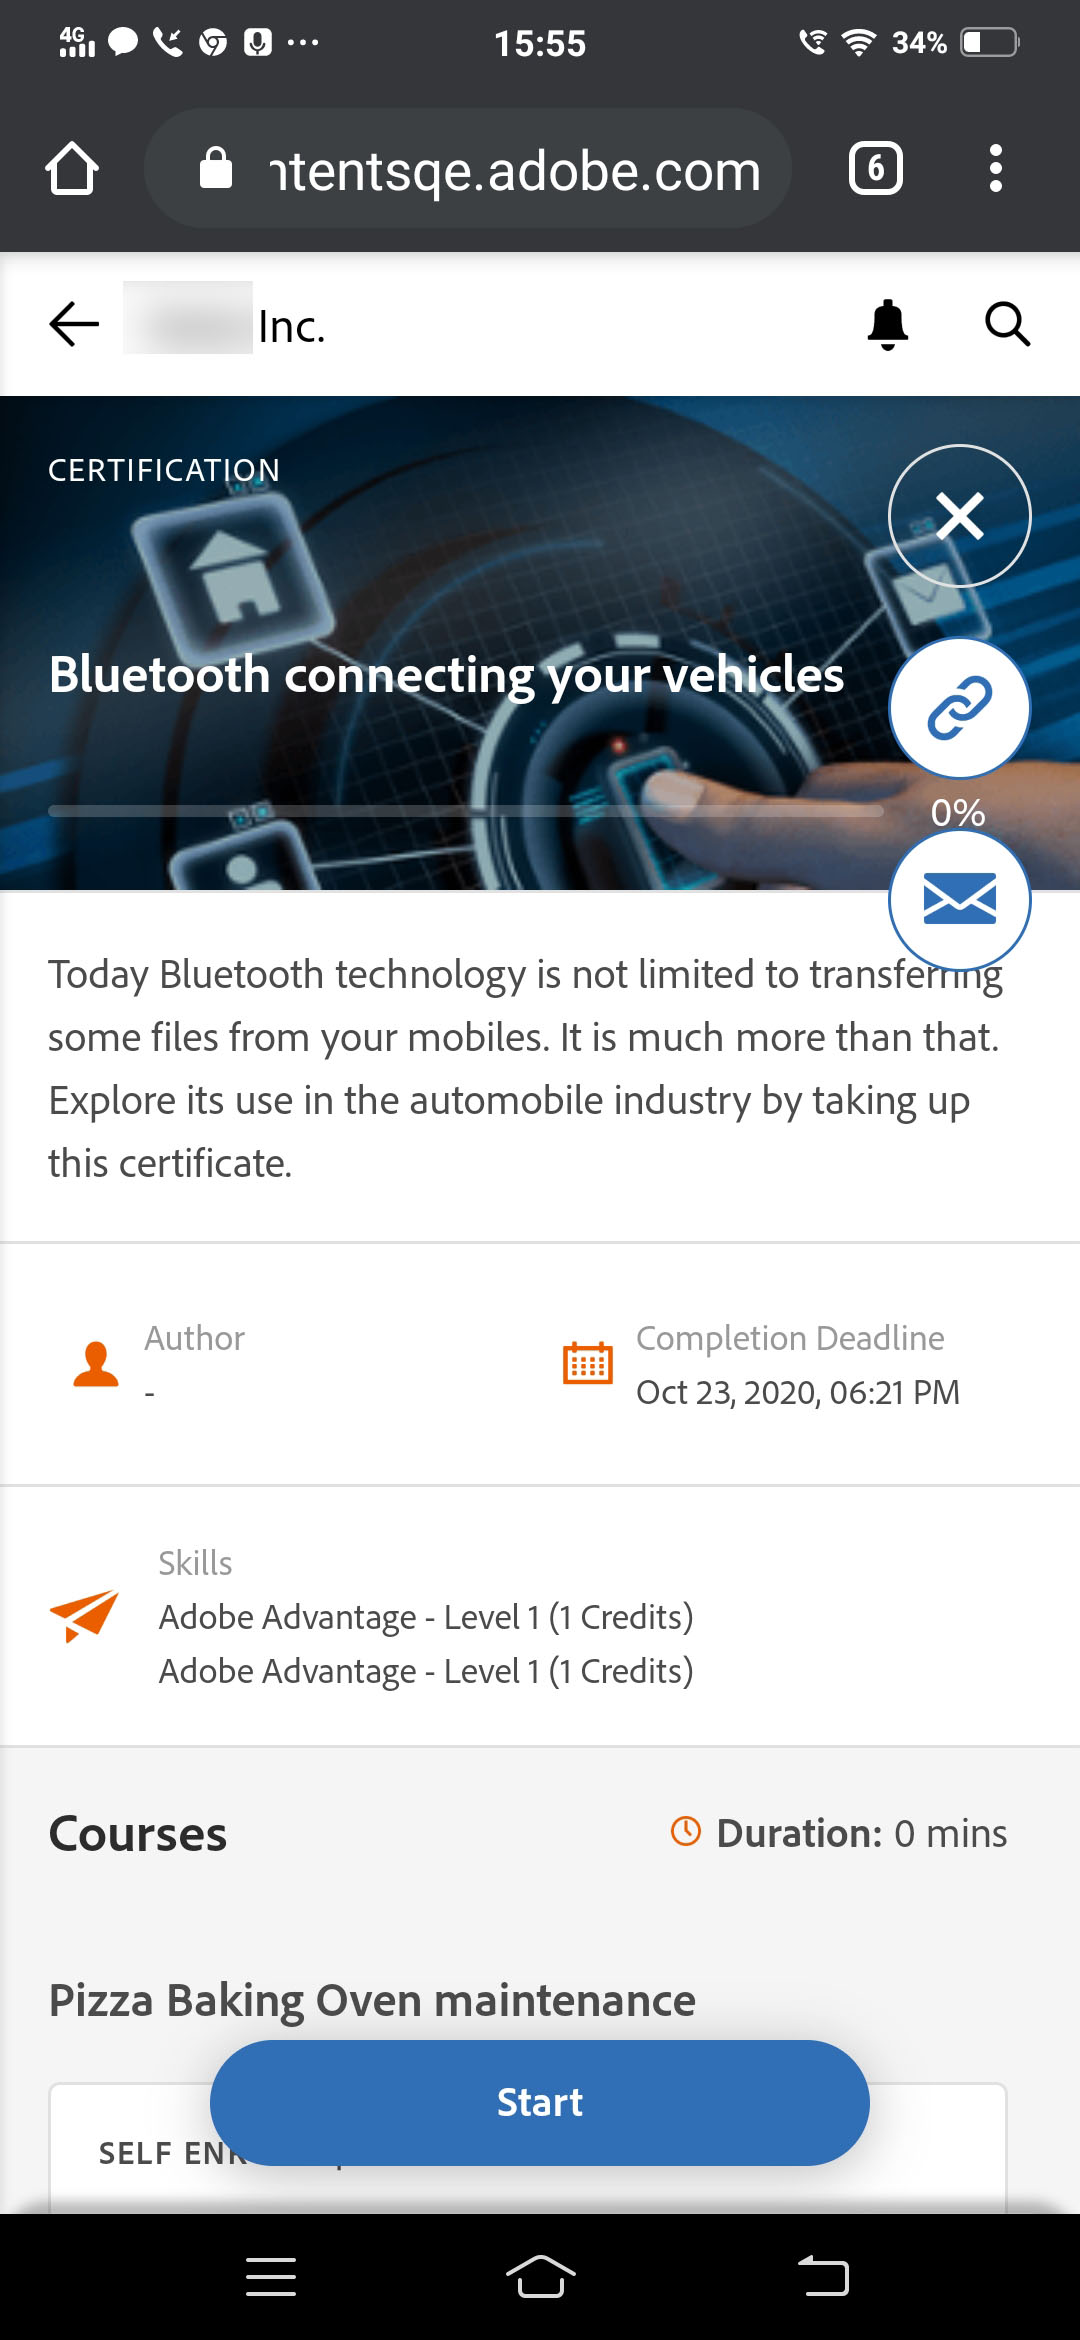 4G
15:55
34%
ntentsqe.adobe.com
6
Inc.
CERTIFICATION
Bluetooth connecting your vehicles
0%
Today Bluetooth technology is not limited to transferring
some files from your mobiles. It is much more than that.
Explore its use in the automobile industry by taking up
this certificate.
Author
-
Completion Deadline
Oct 23, 2020, 06:21 PM
Skills
Adobe Advantage - Level 1 (1 Credits)
Adobe Advantage - Level 1 (1 Credits)
Courses
Duration: 0 mins
Pizza Baking Oven maintenance
Start
SELF